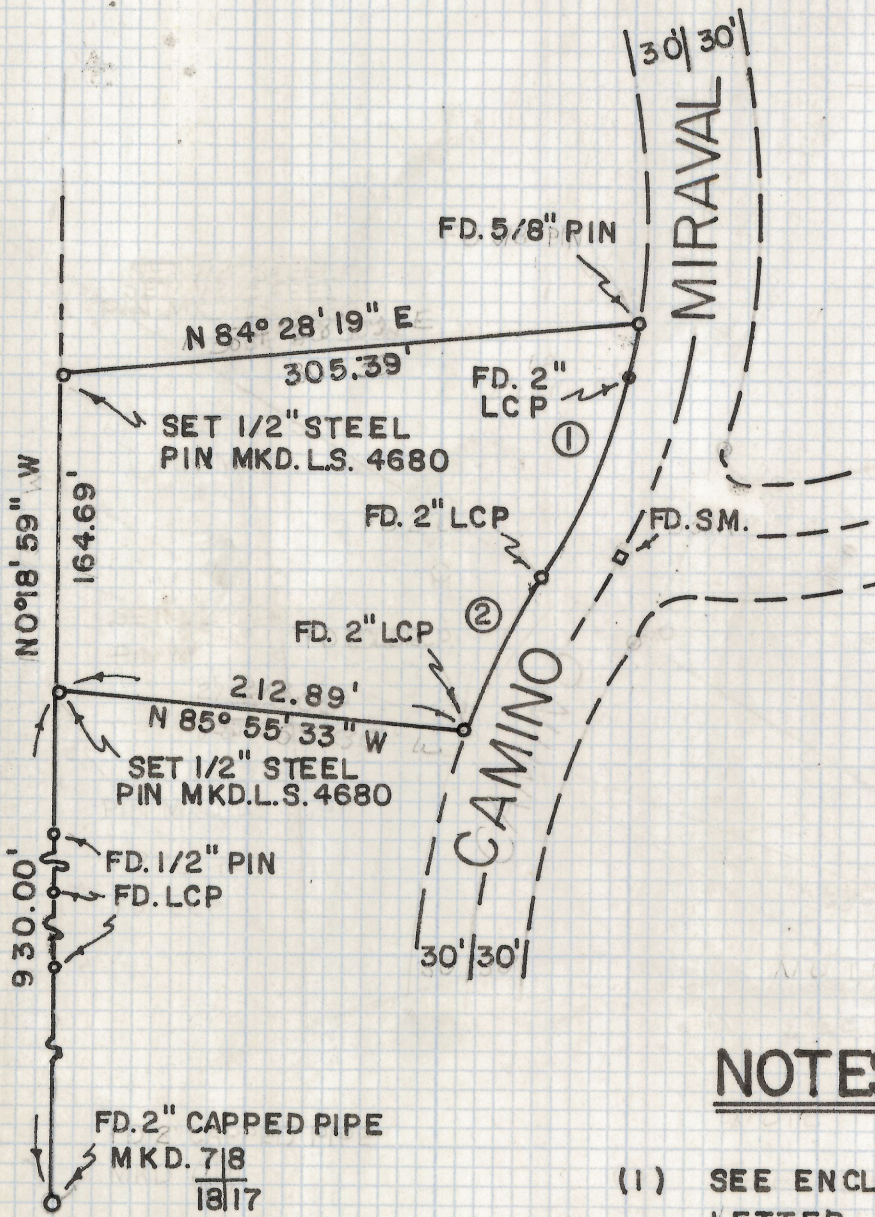 30' 30'
MIRAVAL
FD. 5/8" PIN
N 84° 28' 19" E
305.39'
FD. 2"
LCP
SET 1/2" STEEL
PIN MKD. L.S. 4680
①
N 0° 18' 59" W
164.69'
FD. 2" LCP
FD. S.M.
②
FD. 2" LCP
212.89'
N 85° 55' 33" W
CAMINO
SET 1/2" STEEL
PIN MKD. L.S. 4680
FD. 1/2" PIN
FD. LCP
930.00'
30' 30'
NOTES
FD. 2" CAPPED PIPE
MKD. 7|8
18|17
(1) SEE ENCL
LETTER